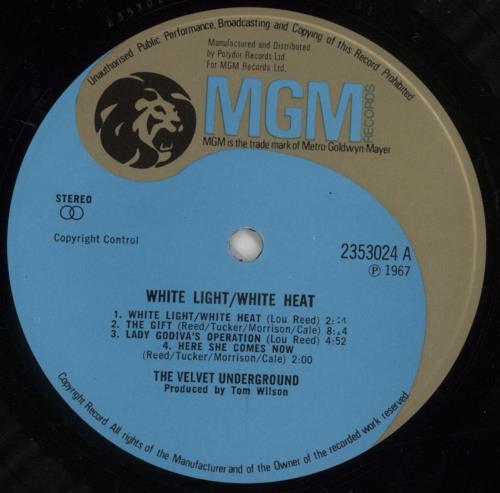 Unauthorised Public Performance, Broadcasting and Copying of this Record Prohibited
Manufactured and Distributed
by Polydor Records Ltd.
For MGM Records Ltd.
MGM
RECORDS
MGM is the trade mark of Metro Goldwyn Mayer
STEREO
Copyright Control
2353024 A
Ⓟ 1967
WHITE LIGHT/WHITE HEAT
1. WHITE LIGHT/WHITE HEAT (Lou Reed)
2. THE GIFT (Reed/Tucker/Morrison/Cale)
3. LADY GODIVA'S OPERATION (Lou Reed) 4:52
4. HERE SHE COMES NOW
(Reed/Tucker/Morrison/Cale) 2:00
THE VELVET UNDERGROUND
Produced by Tom Wilson
Copyright Record. All rights of the Manufacturer and of the Owner of the recorded work reserved.